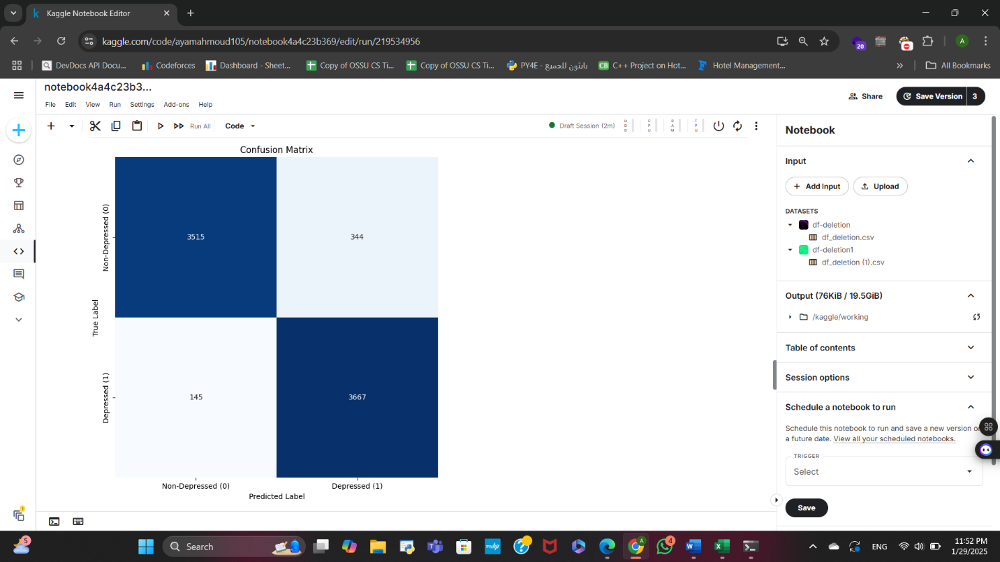 Kaggle Notebook Editor
kaggle.com/code/ayamahmoud105/notebook4a4c23b369/edit/run/219534956
20
A
DevDocs API Docu...
Codeforces
Dashboard - Sheet...
Copy of OSSU CS Ti...
Copy of OSSU CS Ti...
PY4E - بايثون للجميع
CB C++ Project on Hot...
Hotel Management...
All Bookmarks
notebook4a4c23b3...
File Edit View Run Settings Add-ons Help
Share
Save Version 3
Run All
Code
Draft Session (2m)
HDD
CPU
RAM
TPU
Notebook
Input
Add Input
Upload
DATASETS
df-deletion
df_deletion.csv
df-deletion1
df_deletion (1).csv
Output (76KiB / 19.5GiB)
/kaggle/working
Table of contents
Session options
Schedule a notebook to run
Schedule this notebook to run and save a new version o
a future date. View all your scheduled notebooks.
TRIGGER
Select
Save
Confusion Matrix
3515
344
145
3667
True Label
Non-Depressed (0)
Depressed (1)
Non-Depressed (0)
Depressed (1)
Predicted Label
1
5
Search
mvhp
A
4
ENG
11:52 PM
1/29/2025